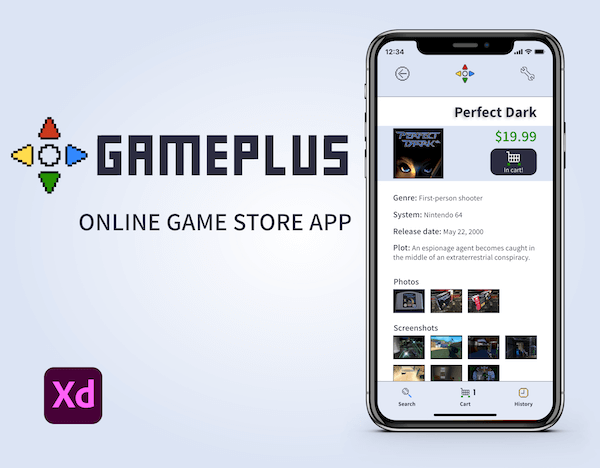 GAMEPLUS
ONLINE GAME STORE APP
Xd
12:34
Perfect Dark
PERFECT
DARK
$19.99
In cart!
Genre: First-person shooter
System: Nintendo 64
Release date: May 22, 2000
Plot: An espionage agent becomes caught in
the middle of an extraterrestrial conspiracy.
Photos
Screenshots
1
Search
Cart
History